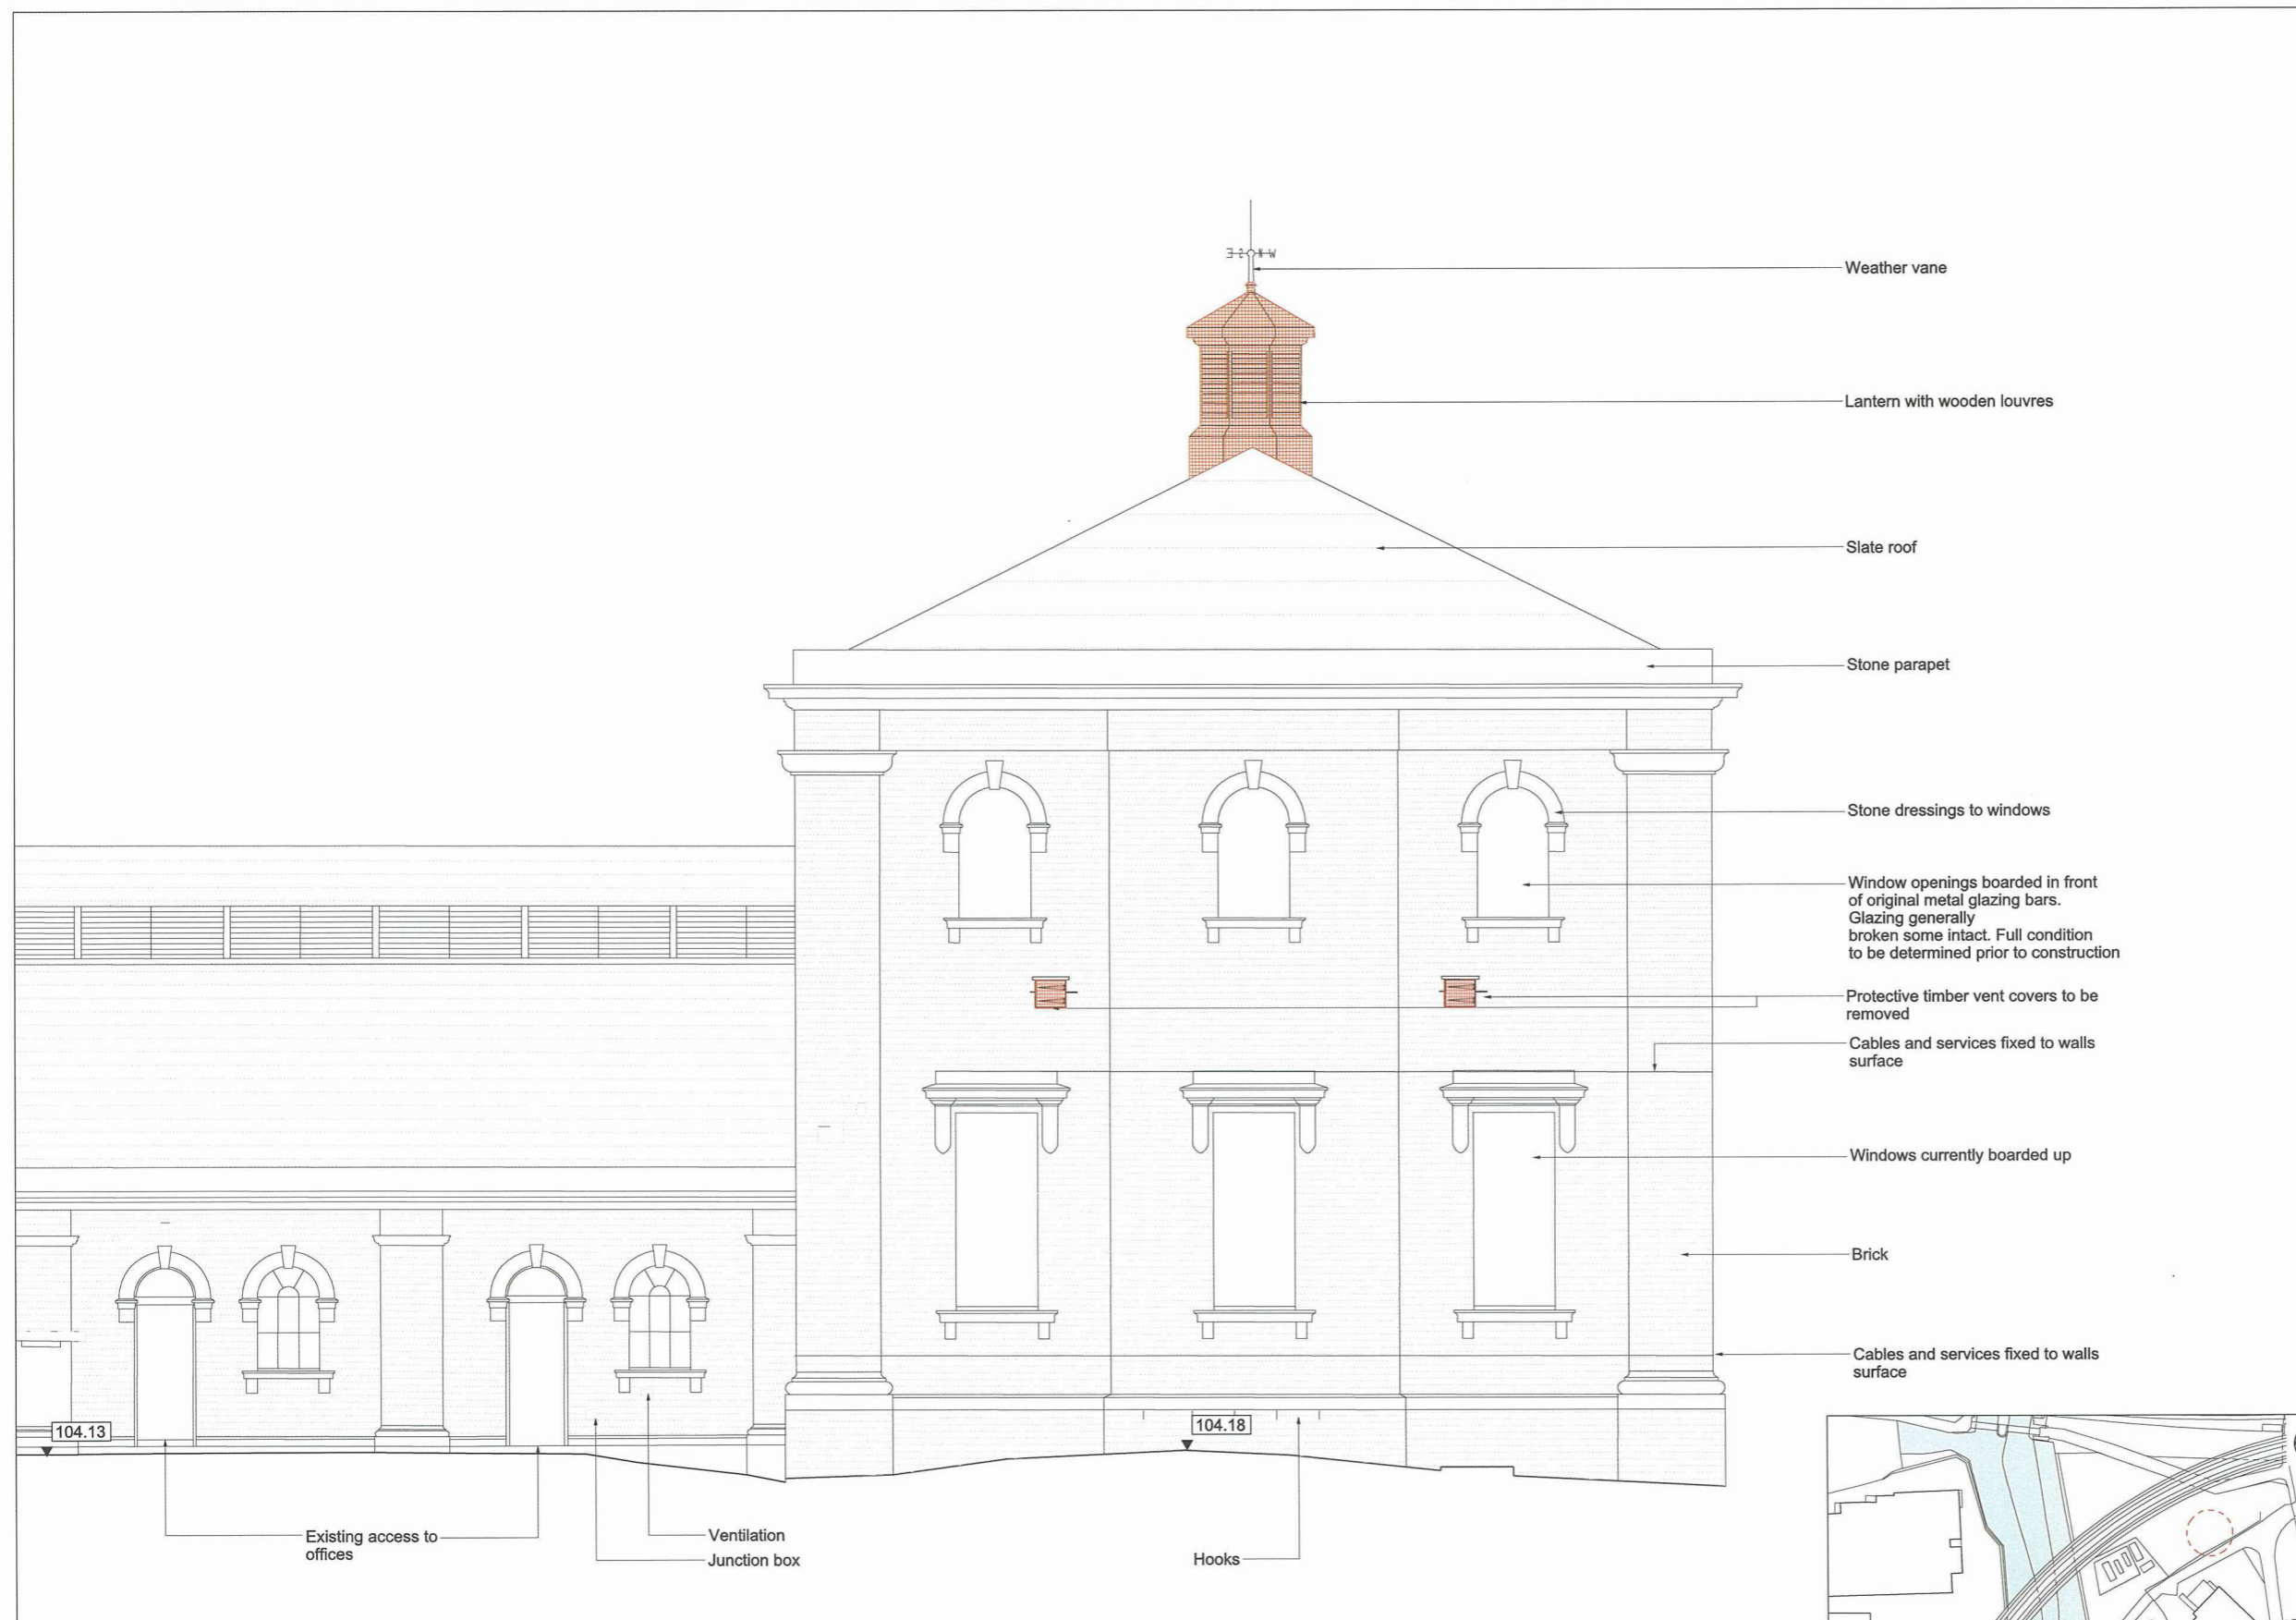 E S N W
Weather vane
Lantern with wooden louvres
Slate roof
Stone parapet
Stone dressings to windows
Window openings boarded in front
of original metal glazing bars.
Glazing generally
broken some intact. Full condition
to be determined prior to construction
Protective timber vent covers to be
removed
Cables and services fixed to walls
surface
Windows currently boarded up
Brick
Cables and services fixed to walls
surface
104.13
104.18
Existing access to
offices
Ventilation
Junction box
Hooks